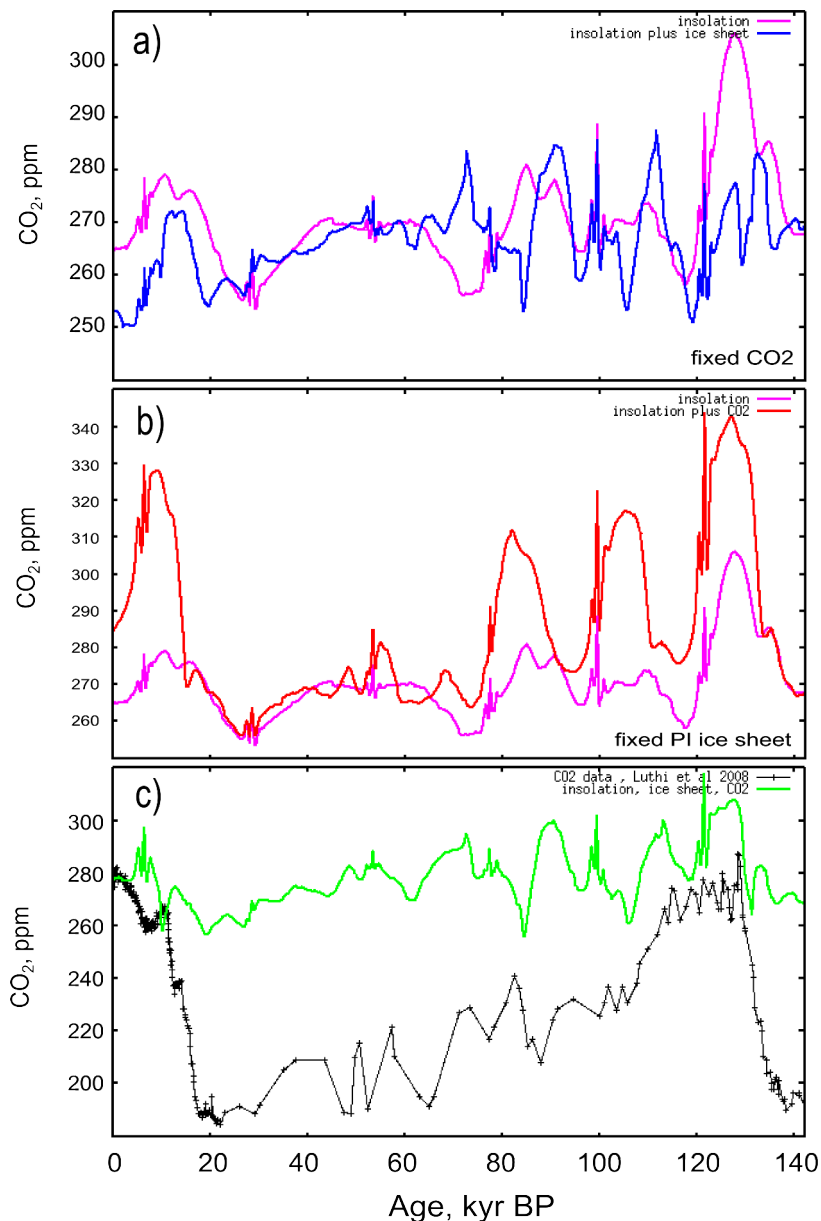 a)
insolation
insolation plus ice sheet
300
290
280
270
260
250
CO2, ppm
fixed CO2
b)
insolation
insolation plus CO2
340
330
320
310
300
290
280
270
260
CO2, ppm
fixed PI ice sheet
c)
CO2 data , Luthi et al 2008
insolation, ice sheet, CO2
300
280
260
240
220
200
CO2, ppm
0 20 40 60 80 100 120 140
Age, kyr BP